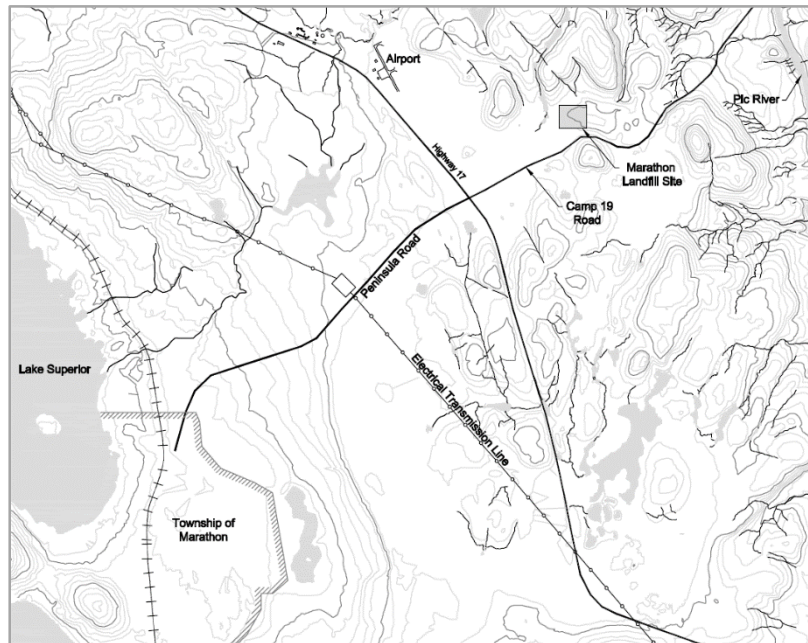 Airport
Pic River
Highway 17
Marathon
Landfill Site
Camp 19
Road
Peninsula Road
Lake Superior
Electrical Transmission Line
Township of
Marathon